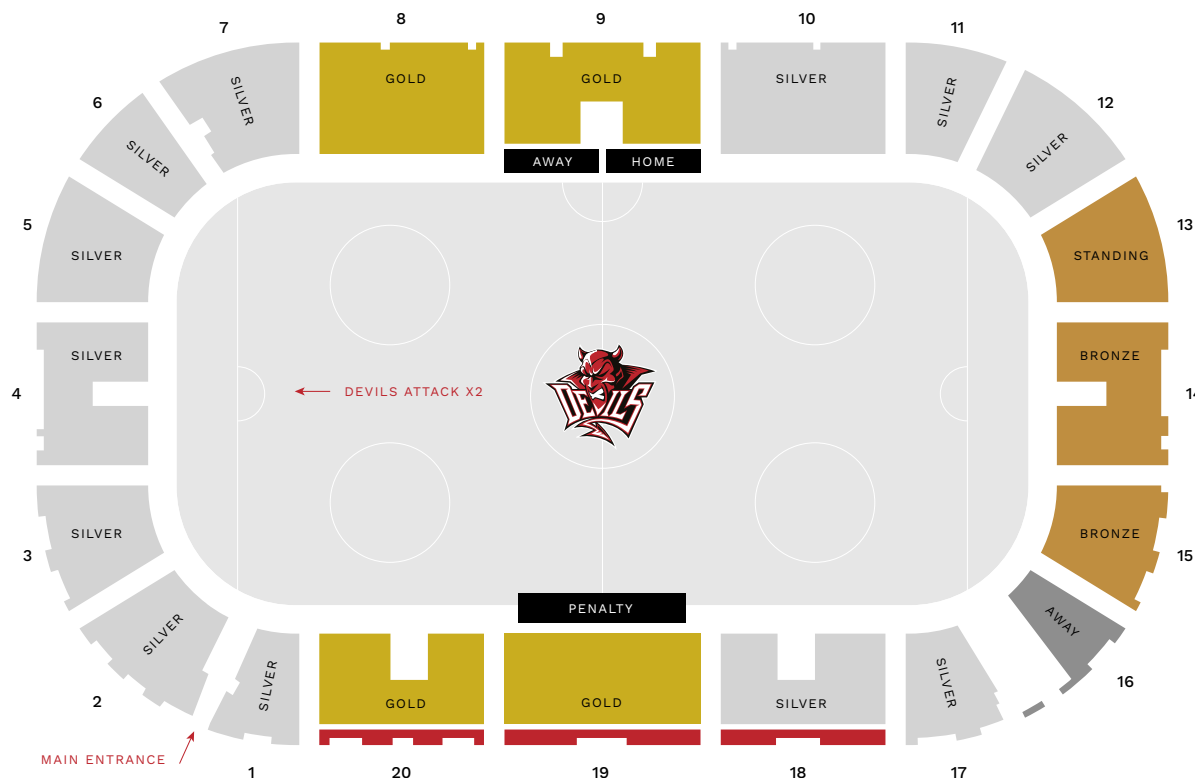 7
8
9
10
11
6
12
5
13
4
14
3
15
2
16
1
20
19
18
17
SILVER
GOLD
GOLD
SILVER
SILVER
SILVER
SILVER
AWAY
HOME
SILVER
STANDING
SILVER
BRONZE
DEVILS ATTACK X2
DEVILS
SILVER
BRONZE
PENALTY
SILVER
AWAY
SILVER
GOLD
GOLD
SILVER
SILVER
MAIN ENTRANCE